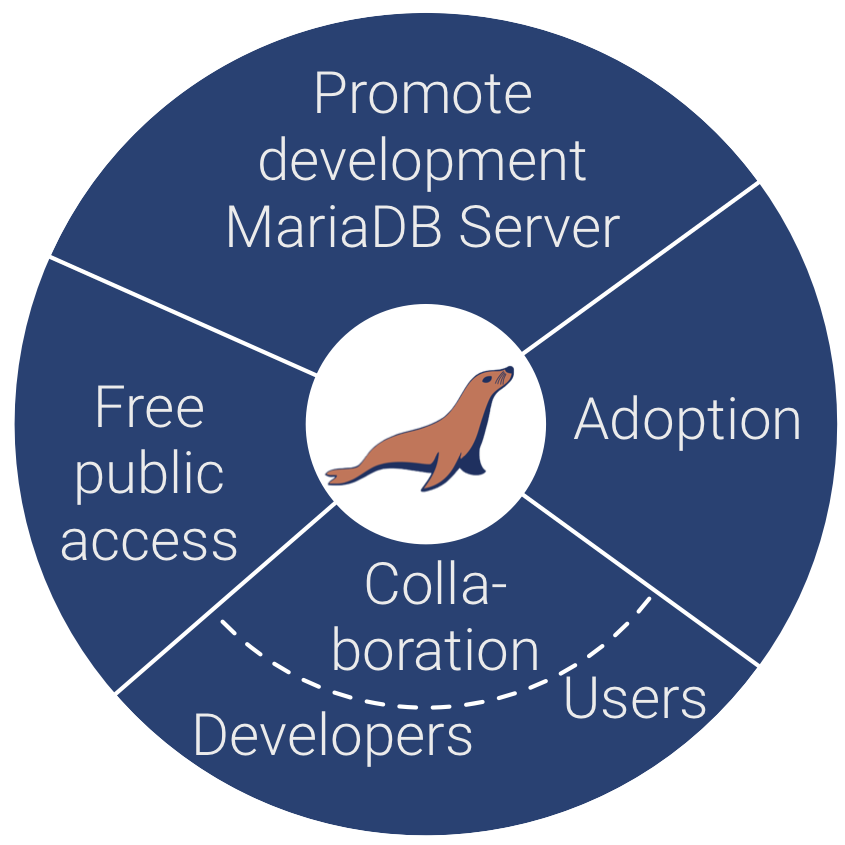 Promote
development
MariaDB Server
Free
public
access
Adoption
Colla-
boration
Developers
Users